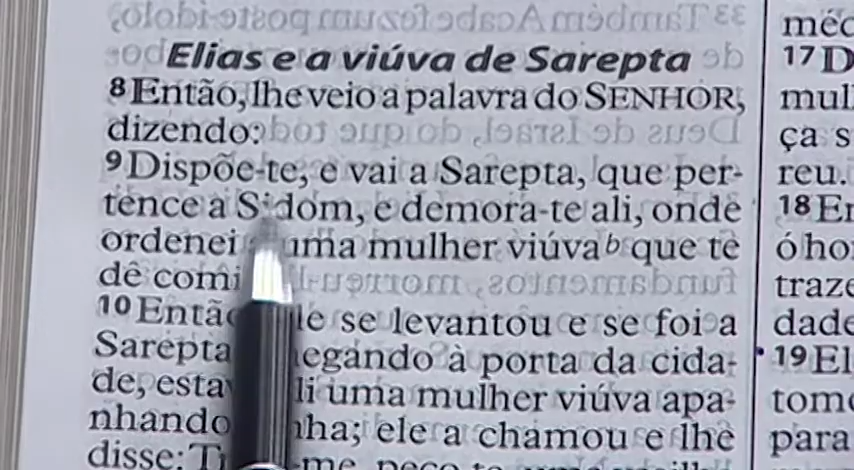 Elias e a viúva de Sarepta
8 Então, lhe veio a palavra do SENHOR,
dizendo:
9 Dispõe-te, e vai a Sarepta, que per-
tence a Sidom, e demora-te ali, onde
ordenei uma mulher viúva b que te
dê comi
10 Então ele se levantou e se foi a
Sarepta; chegando à porta da cida-
de, estava ali uma mulher viúva apa-
nhando lenha; ele a chamou e lhe
disse:
17 D
mul
ça s
reu.
18 En
ó ho
traze
dade
19 El
tomo
para